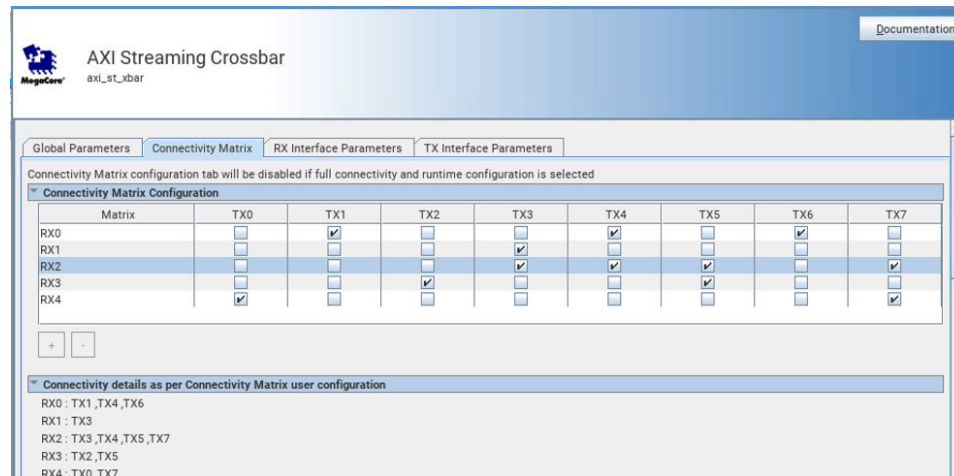 Documentation
AXI Streaming Crossbar
MegaCore®
axi_st_xbar
Global Parameters Connectivity Matrix RX Interface Parameters TX Interface Parameters
Connectivity Matrix configuration tab will be disabled if full connectivity and runtime configuration is selected
Connectivity Matrix Configuration
Matrix TX0 TX1 TX2 TX3 TX4 TX5 TX6 TX7
RX0
RX1
RX2
RX3
RX4
+ -
Connectivity details as per Connectivity Matrix user configuration
RX0 : TX1 ,TX4 ,TX6
RX1 : TX3
RX2 : TX3 ,TX4 ,TX5 ,TX7
RX3 : TX2 ,TX5
RX4 : TX0 ,TX7